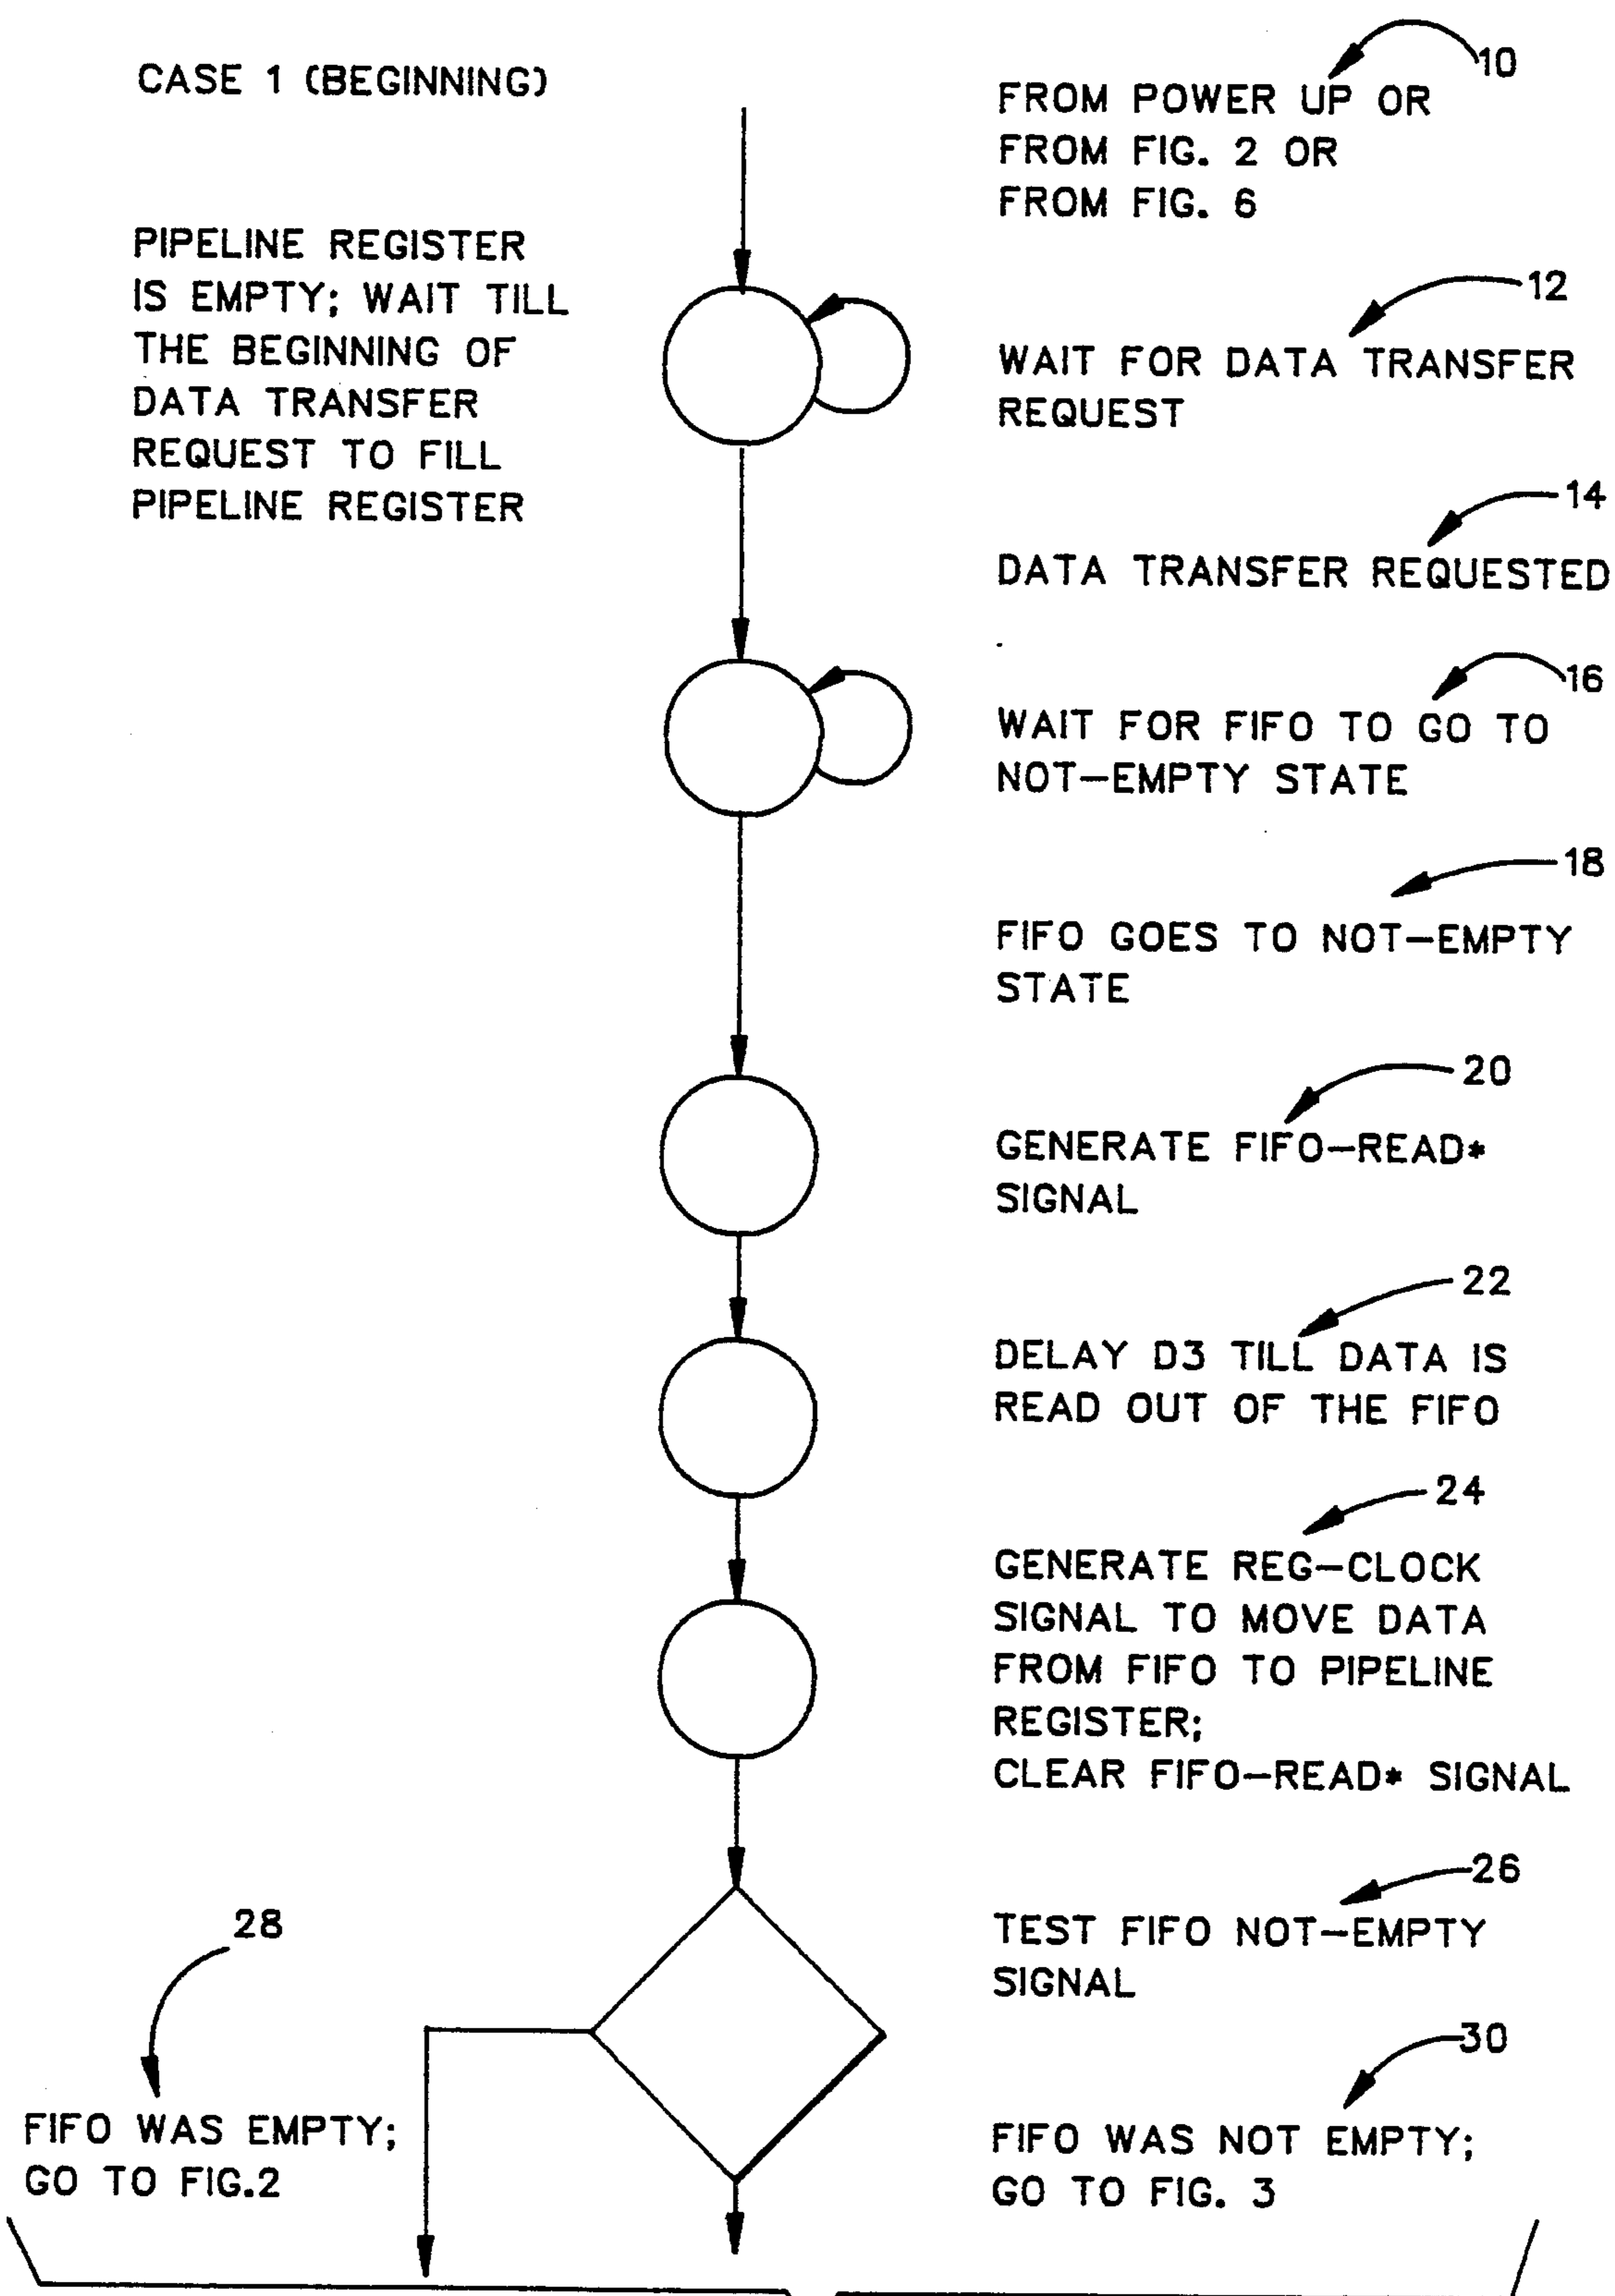 CASE 1 (BEGINNING)
10
FROM POWER UP OR
FROM FIG. 2 OR
FROM FIG. 6
PIPELINE REGISTER
IS EMPTY; WAIT TILL
THE BEGINNING OF
DATA TRANSFER
REQUEST TO FILL
PIPELINE REGISTER
12
WAIT FOR DATA TRANSFER
REQUEST
14
DATA TRANSFER REQUESTED
16
WAIT FOR FIFO TO GO TO
NOT-EMPTY STATE
18
FIFO GOES TO NOT-EMPTY
STATE
20
GENERATE FIFO-READ*
SIGNAL
22
DELAY D3 TILL DATA IS
READ OUT OF THE FIFO
24
GENERATE REG-CLOCK
SIGNAL TO MOVE DATA
FROM FIFO TO PIPELINE
REGISTER;
CLEAR FIFO-READ* SIGNAL
26
TEST FIFO NOT-EMPTY
SIGNAL
28
FIFO WAS EMPTY;
GO TO FIG.2
30
FIFO WAS NOT EMPTY;
GO TO FIG. 3